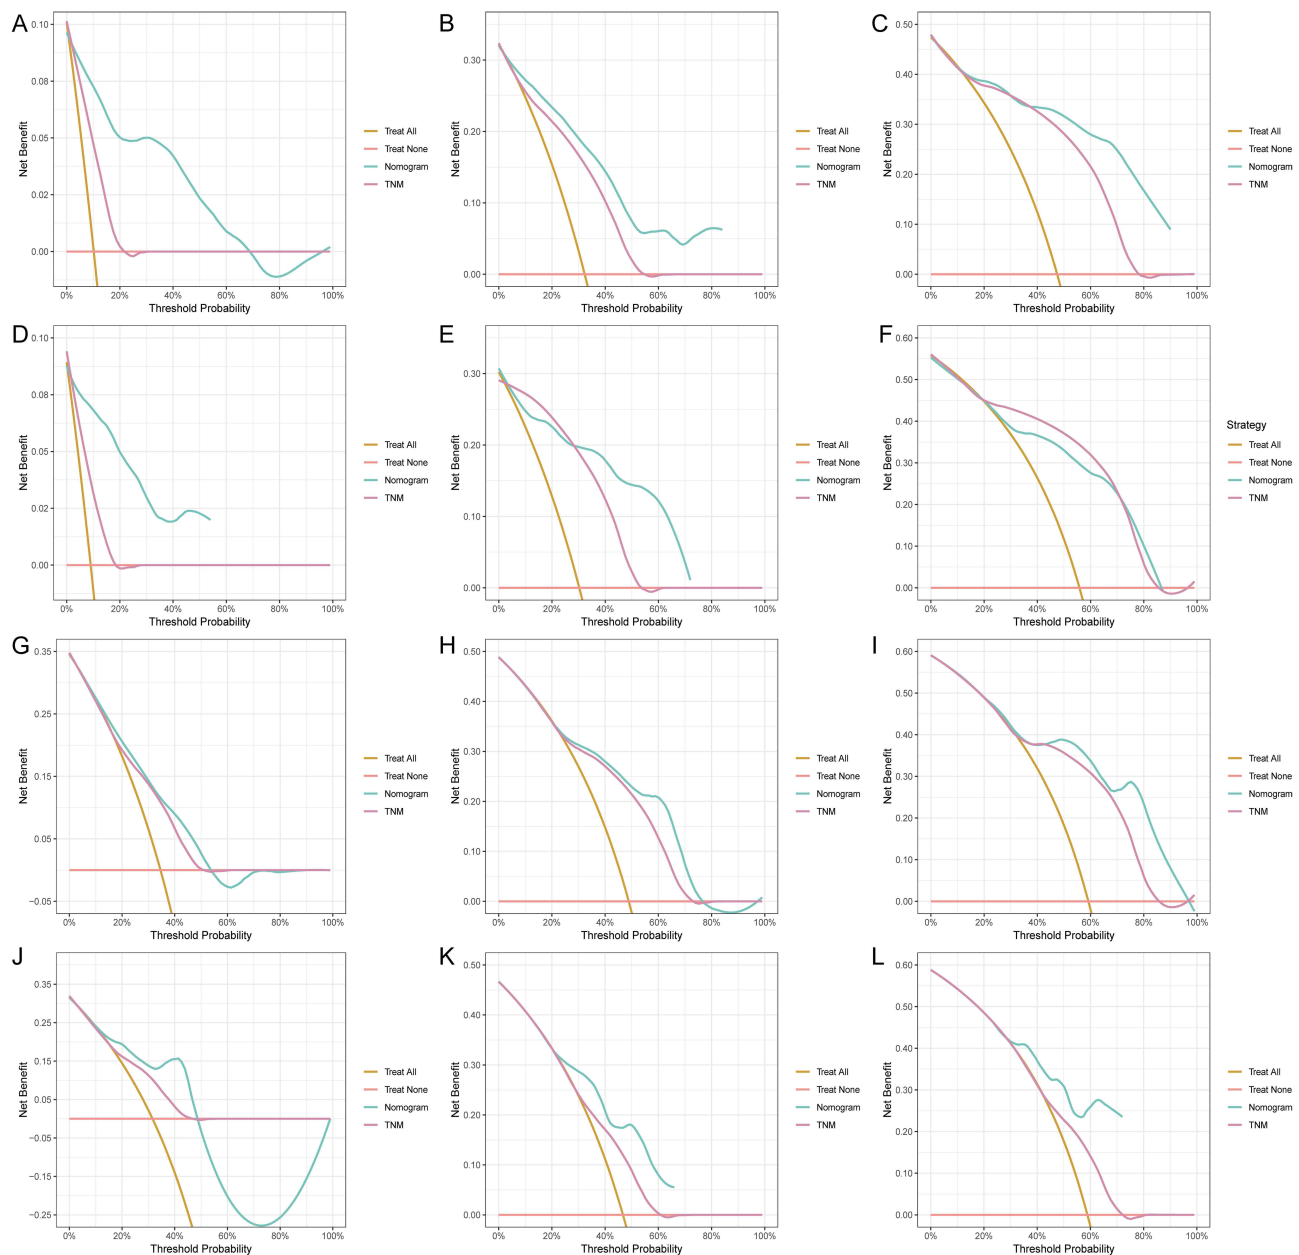 A
0.10
0.08
0.05
0.02
0.00
Net Benefit
0% 20% 40% 60% 80% 100%
Threshold Probability
Treat All
Treat None
Nomogram
TNM
B
0.30
0.20
0.10
0.00
Net Benefit
0% 20% 40% 60% 80% 100%
Threshold Probability
Treat All
Treat None
Nomogram
TNM
C
0.50
0.40
0.30
0.20
0.10
0.00
Net Benefit
0% 20% 40% 60% 80% 100%
Threshold Probability
Treat All
Treat None
Nomogram
TNM
D
0.10
0.08
0.05
0.02
0.00
Net Benefit
0% 20% 40% 60% 80% 100%
Threshold Probability
Treat All
Treat None
Nomogram
TNM
E
0.30
0.20
0.10
0.00
Net Benefit
0% 20% 40% 60% 80% 100%
Threshold Probability
Treat All
Treat None
Nomogram
TNM
F
0.60
0.50
0.40
0.30
0.20
0.10
0.00
Net Benefit
0% 20% 40% 60% 80% 100%
Threshold Probability
Strategy
Treat All
Treat None
Nomogram
TNM
G
0.35
0.25
0.15
0.05
−0.05
Net Benefit
0% 20% 40% 60% 80% 100%
Threshold Probability
Treat All
Treat None
Nomogram
TNM
H
0.50
0.40
0.30
0.20
0.10
0.00
Net Benefit
0% 20% 40% 60% 80% 100%
Threshold Probability
Treat All
Treat None
Nomogram
TNM
I
0.60
0.50
0.40
0.30
0.20
0.10
0.00
Net Benefit
0% 20% 40% 60% 80% 100%
Threshold Probability
Treat All
Treat None
Nomogram
TNM
J
0.35
0.25
0.15
0.05
−0.05
−0.15
−0.25
Net Benefit
0% 20% 40% 60% 80% 100%
Threshold Probability
Treat All
Treat None
Nomogram
TNM
K
0.50
0.40
0.30
0.20
0.10
0.00
Net Benefit
0% 20% 40% 60% 80% 100%
Threshold Probability
Treat All
Treat None
Nomogram
TNM
L
0.60
0.50
0.40
0.30
0.20
0.10
0.00
Net Benefit
0% 20% 40% 60% 80% 100%
Threshold Probability
Treat All
Treat None
Nomogram
TNM